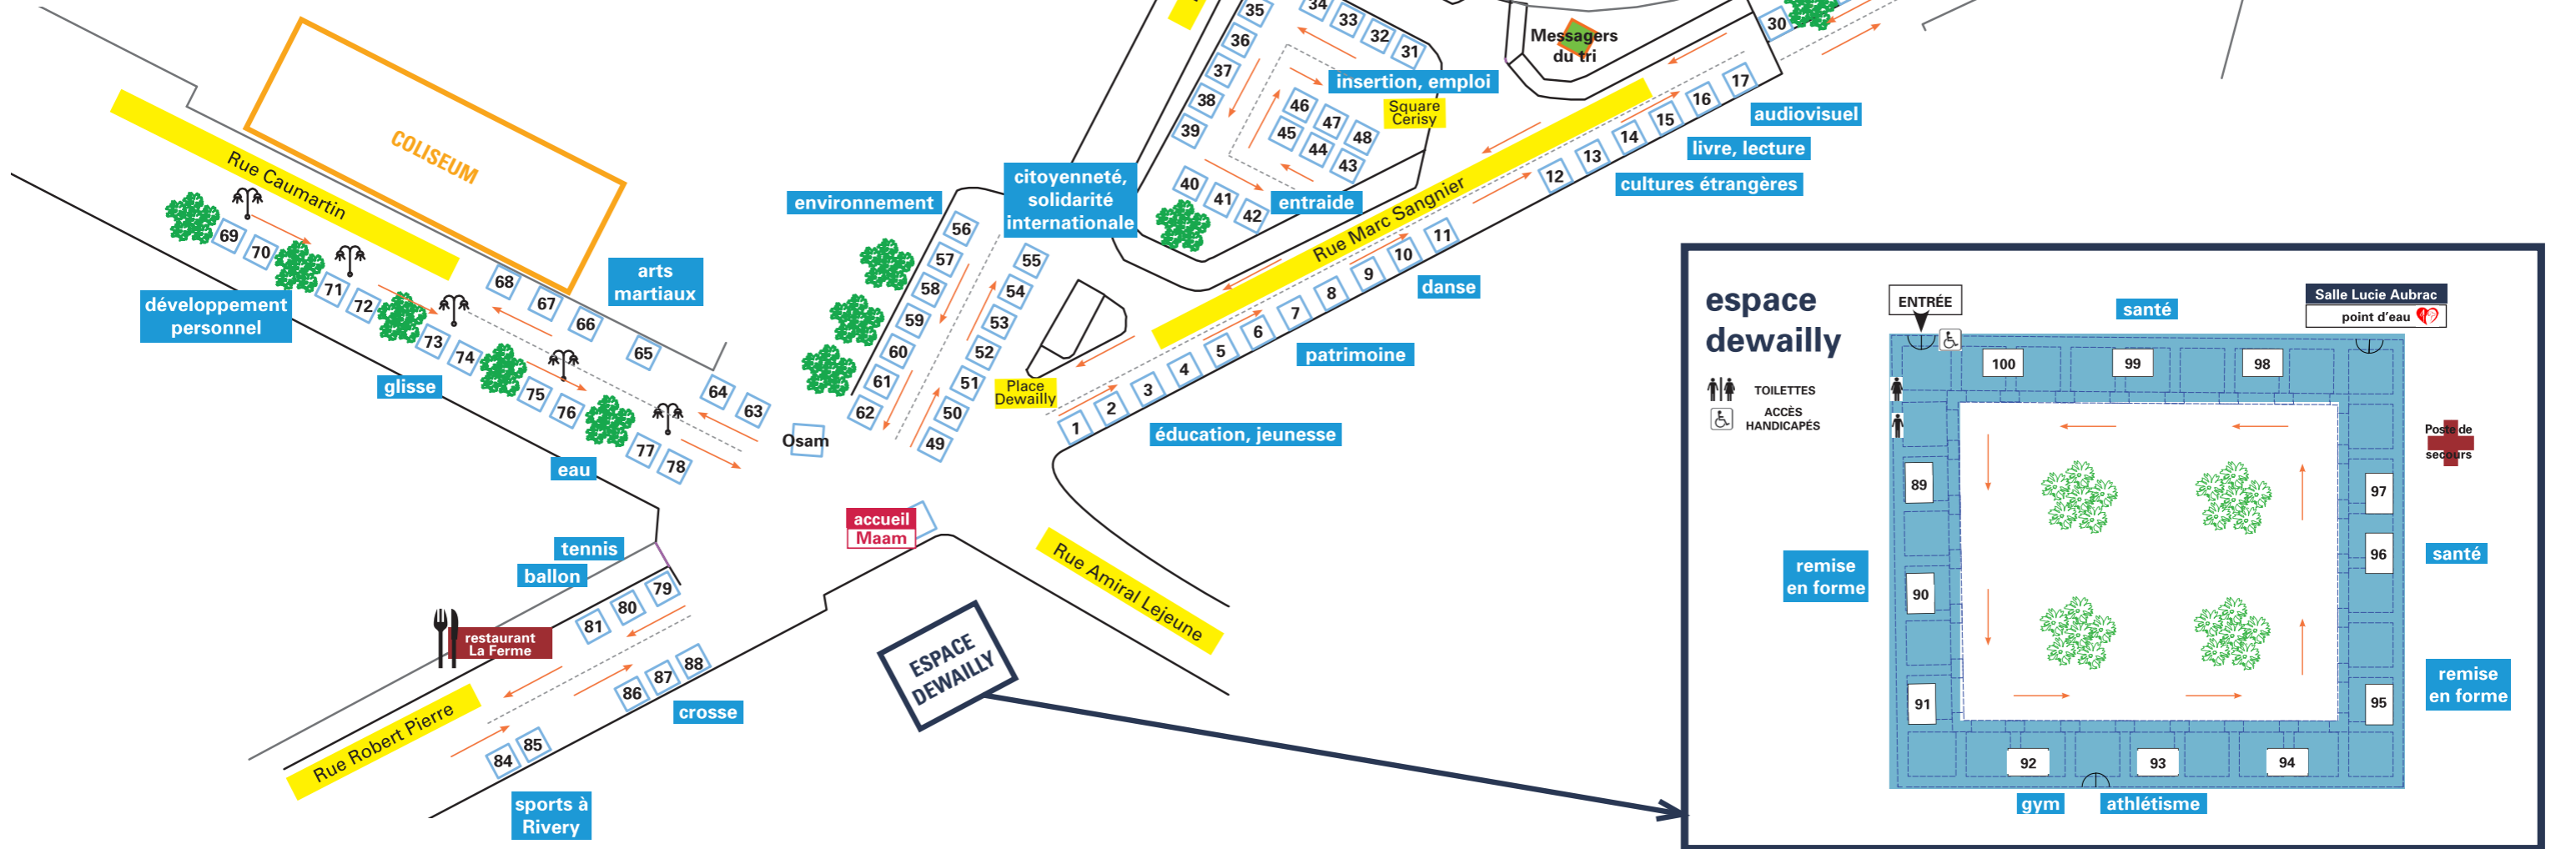 35
34
33
32
31
36
37
38
39
insertion, emploi
Square
Cerisy
46
47
48
45
44
43
40
41
42
entraide
Messagers
du tri
30
17
16
15
14
13
12
11
10
9
8
7
6
5
4
3
2
1
audiovisuel
livre, lecture
cultures étrangères
Rue Marc Sangnier
danse
patrimoine
éducation, jeunesse
Place
Dewailly
COLISEUM
Rue Caumartin
69
70
71
72
73
74
75
76
77
78
68
67
66
65
64
63
arts
martiaux
développement
personnel
glisse
eau
environnement
citoyenneté,
solidarité
internationale
56
57
58
59
60
61
62
55
54
53
52
51
50
49
Osam
accueil
Maam
Rue Amiral Lejeune
tennis
ballon
79
80
81
restaurant
La Ferme
88
87
86
85
84
crosse
Rue Robert Pierre
sports à
Rivery
ESPACE
DEWAILLY
espace
dewailly
TOILETTES
ACCÈS
HANDICAPÉS
ENTRÉE
santé
Salle Lucie Aubrac
point d'eau
100
99
98
89
90
91
97
96
95
92
93
94
Poste de
secours
santé
remise
en forme
remise
en forme
gym
athlétisme